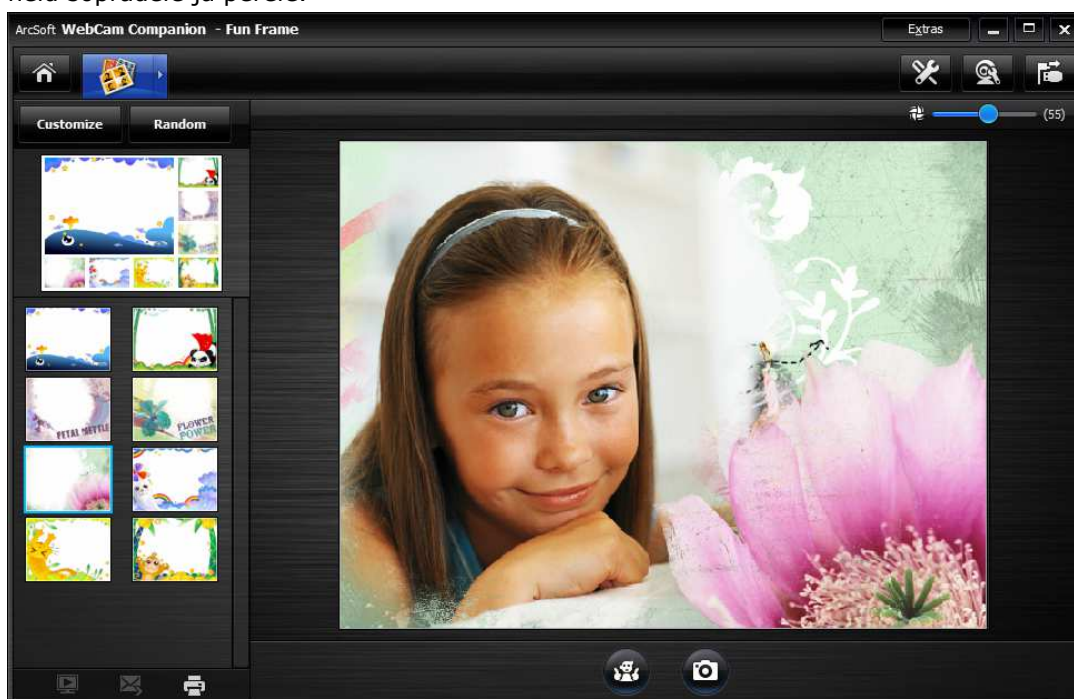 ArcSoft WebCam Companion - Fun Frame
Extras
(55)
Customize Random
PETAL METTLE
FLOWER
POWER